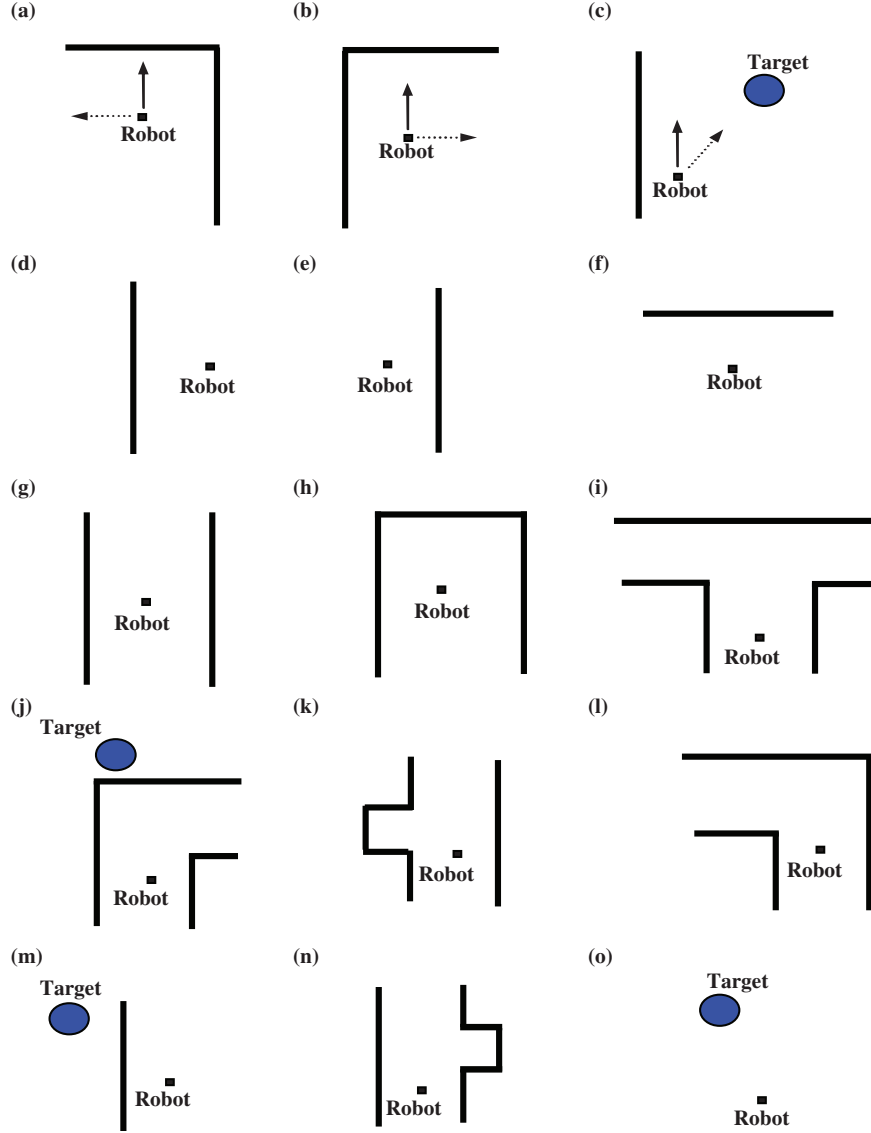 (a)
(b)
(c)
Target
Robot
Robot
Robot
(d)
(e)
(f)
Robot
Robot
Robot
(g)
(h)
(i)
Robot
Robot
Robot
(j)
(k)
(l)
Target
Robot
Robot
Robot
(m)
(n)
(o)
Target
Target
Robot
Robot
Robot